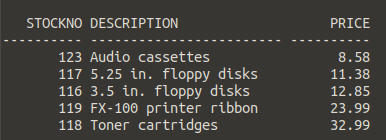 STOCKNO DESCRIPTION PRICE
---------- ------------------------ ----------
123 Audio cassettes 8.58
117 5.25 in. floppy disks 11.38
116 3.5 in. floppy disks 12.85
119 FX-100 printer ribbon 23.99
118 Toner cartridges 32.99